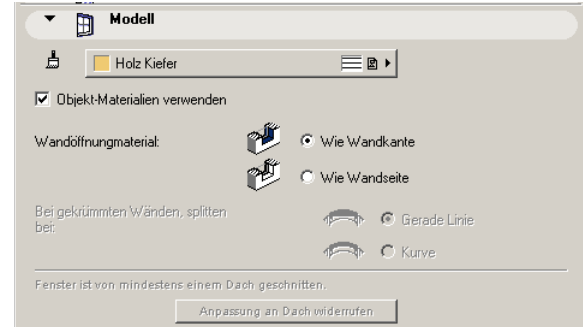 Modell
Holz Kiefer
Objekt-Materialien verwenden
Wandöffnungmaterial:
Wie Wandkante
Wie Wandseite
Bei gekrümmten Wänden, splitten
bei:
Gerade Linie
Kurve
Fenster ist von mindestens einem Dach geschnitten.
Anpassung an Dach widerrufen